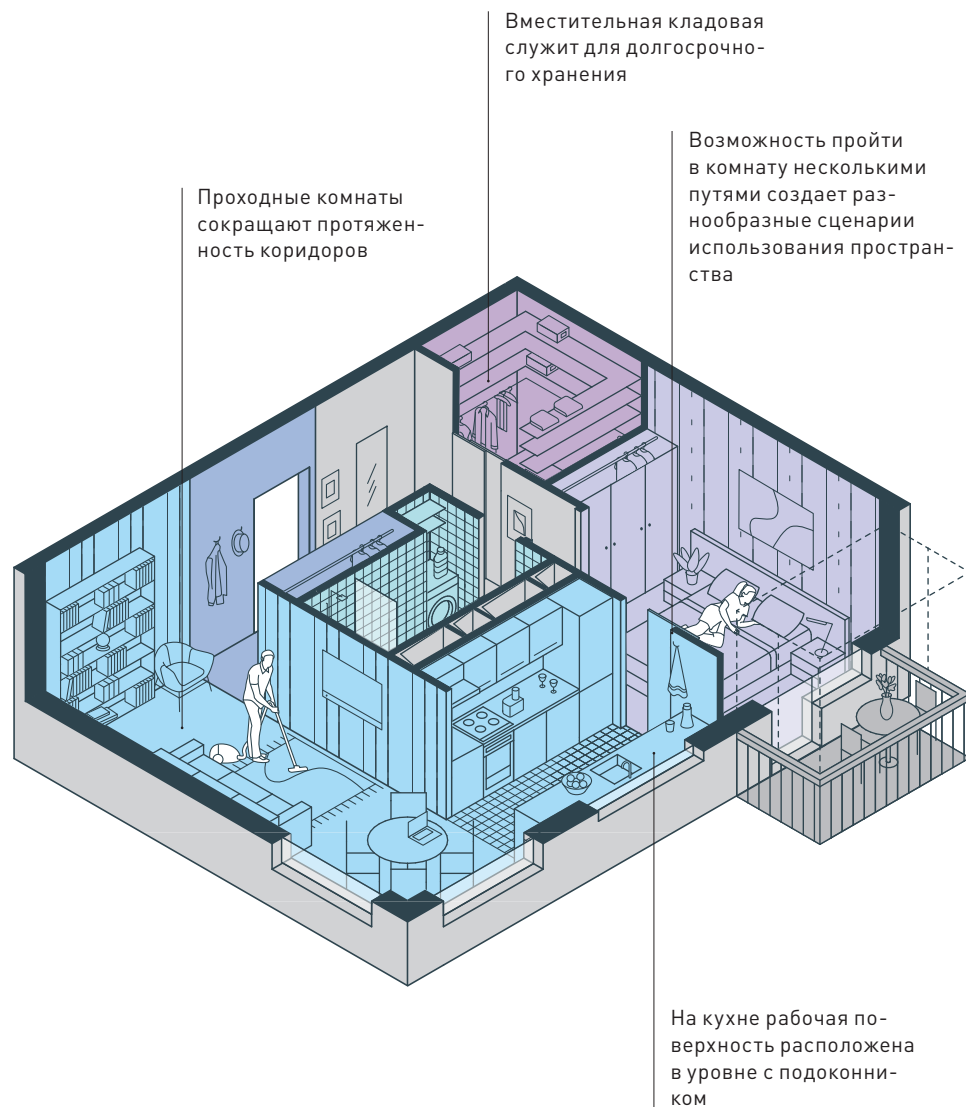 Вместительная кладовая
служит для долгосрочно-
го хранения
Возможность пройти
в комнату несколькими
путями создает раз-
нообразные сценарии
использования простран-
ства
Проходные комнаты
сокращают протяжен-
ность коридоров
На кухне рабочая по-
верхность расположена
в уровне с подоконни-
ком